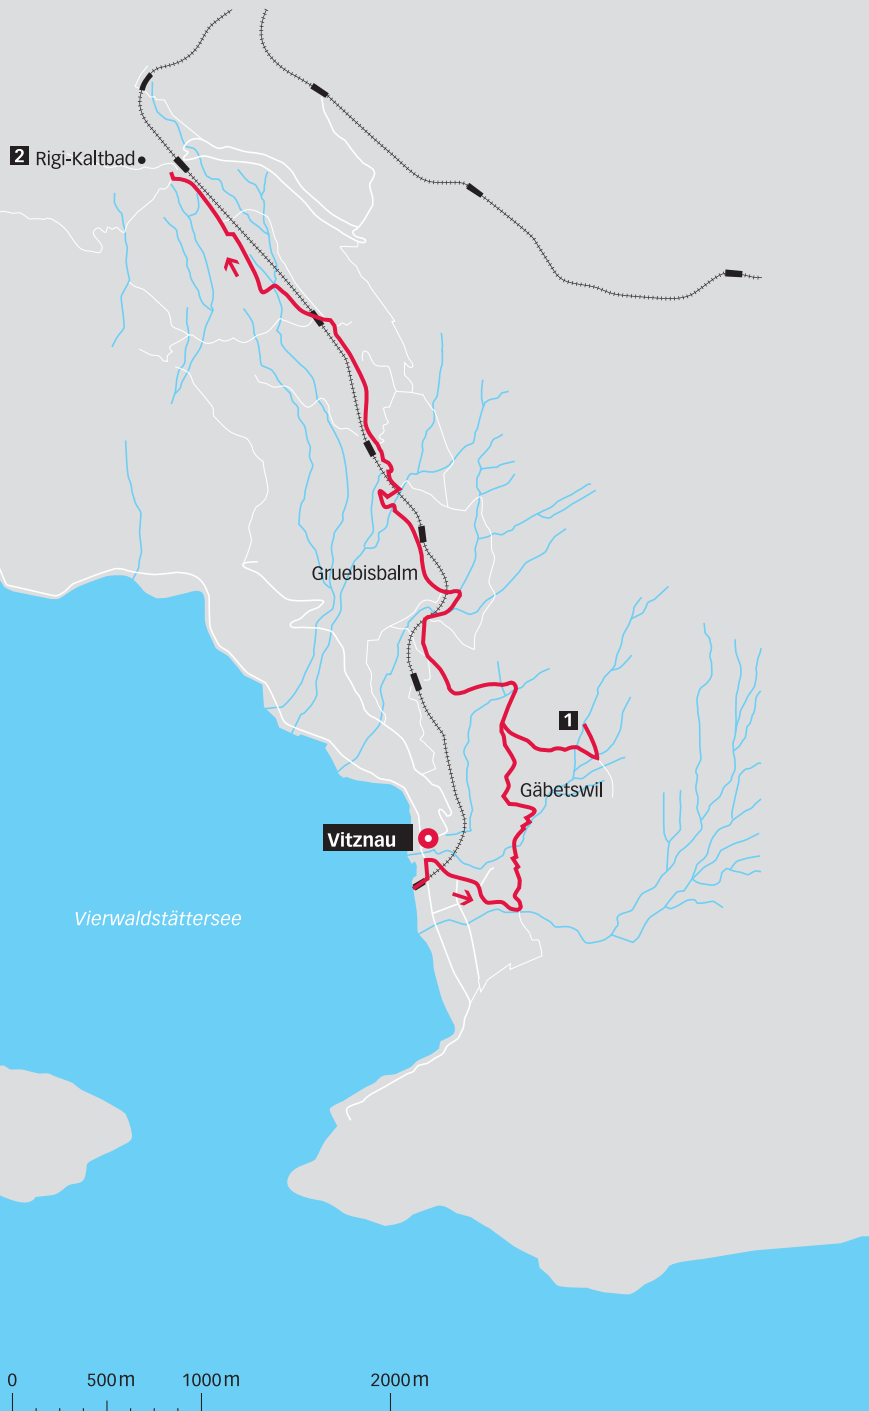 2 Rigi-Kaltbad
Gruebisbalm
1
Gäbetswil
Vitznau
Vierwaldstättersee
0 500 m 1000 m 2000 m